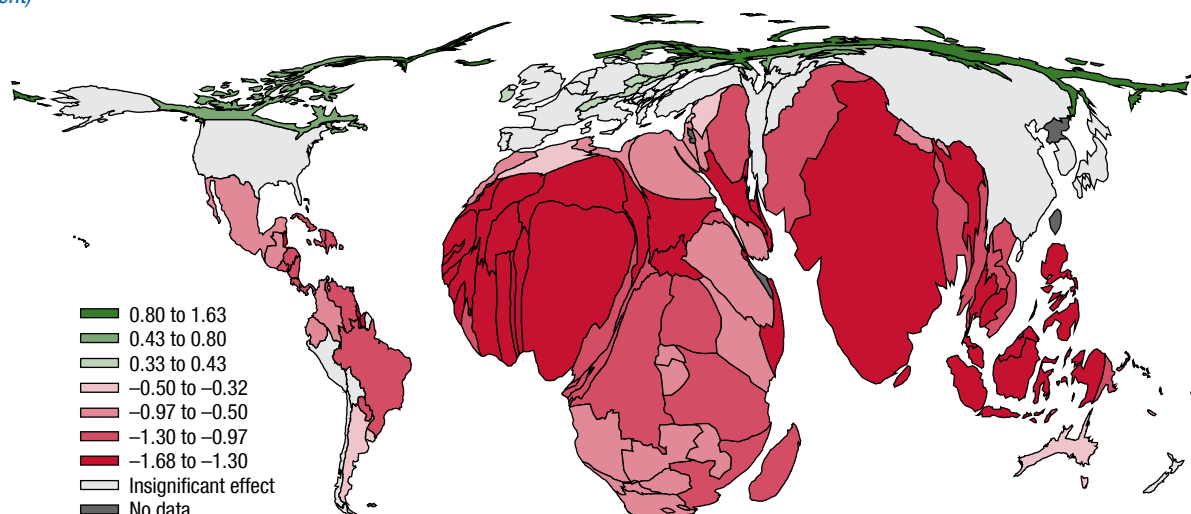 ent)
0.80 to 1.63
0.43 to 0.80
0.33 to 0.43
–0.50 to –0.32
–0.97 to –0.50
–1.30 to –0.97
–1.68 to –1.30
Insignificant effect
No data